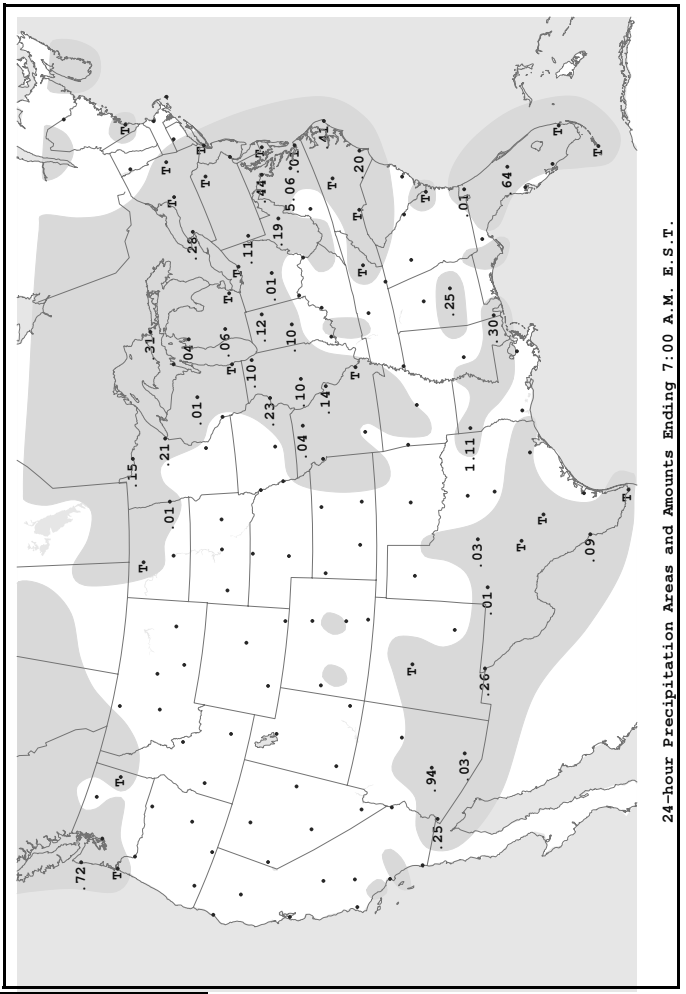 .72
T
T
T
.15
T
.31
.21
T
.01
T
.04
.28
.01
T
T
.06
T
T
T
.11
.10
T
.44
.12
.23
.01
.19
5.06
.10
.01
.10
.04
.41
.14
T
T
T
.20
T
T
T
.94
.25
.25
.01
.03
1.11
.03
.26
.01
.30
.64
T
T
T
.09
T
T
24-hour Precipitation Areas and Amounts Ending 7:00 A.M. E.S.T.